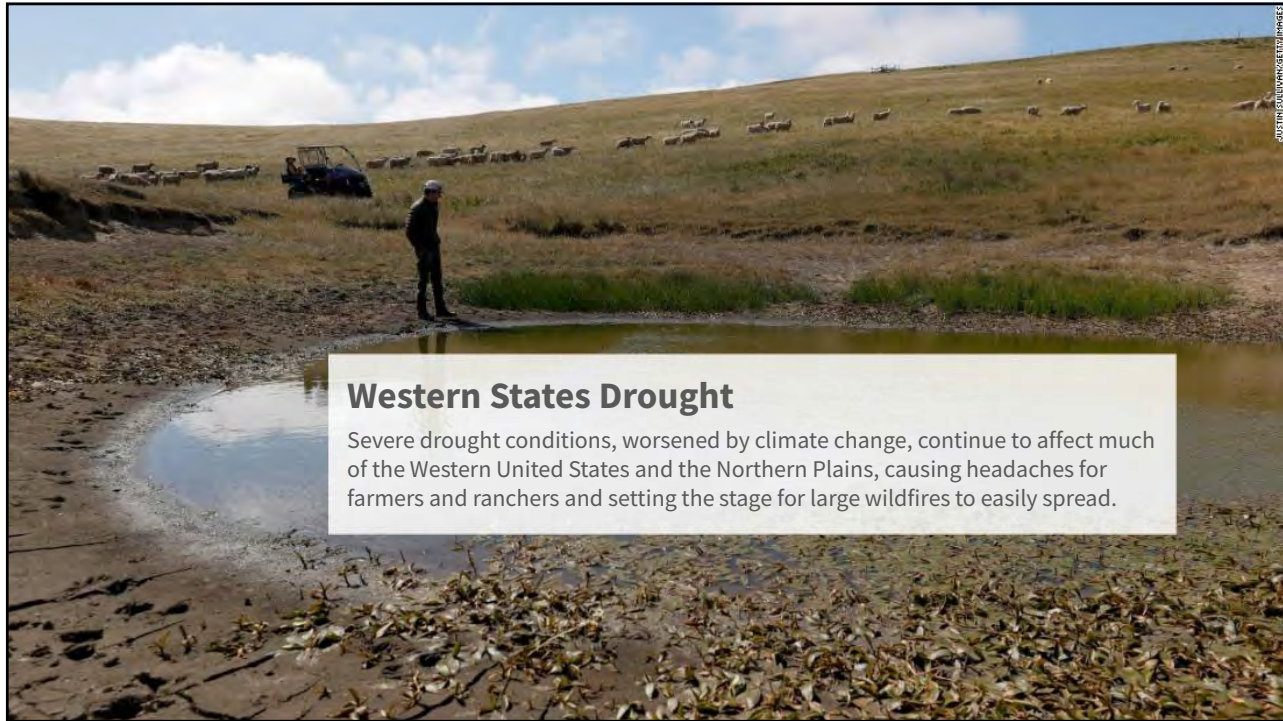 JUSTIN SULLIVAN/GETTY IMAGES
Western States Drought
Severe drought conditions, worsened by climate change, continue to affect much
of the Western United States and the Northern Plains, causing headaches for
farmers and ranchers and setting the stage for large wildfires to easily spread.